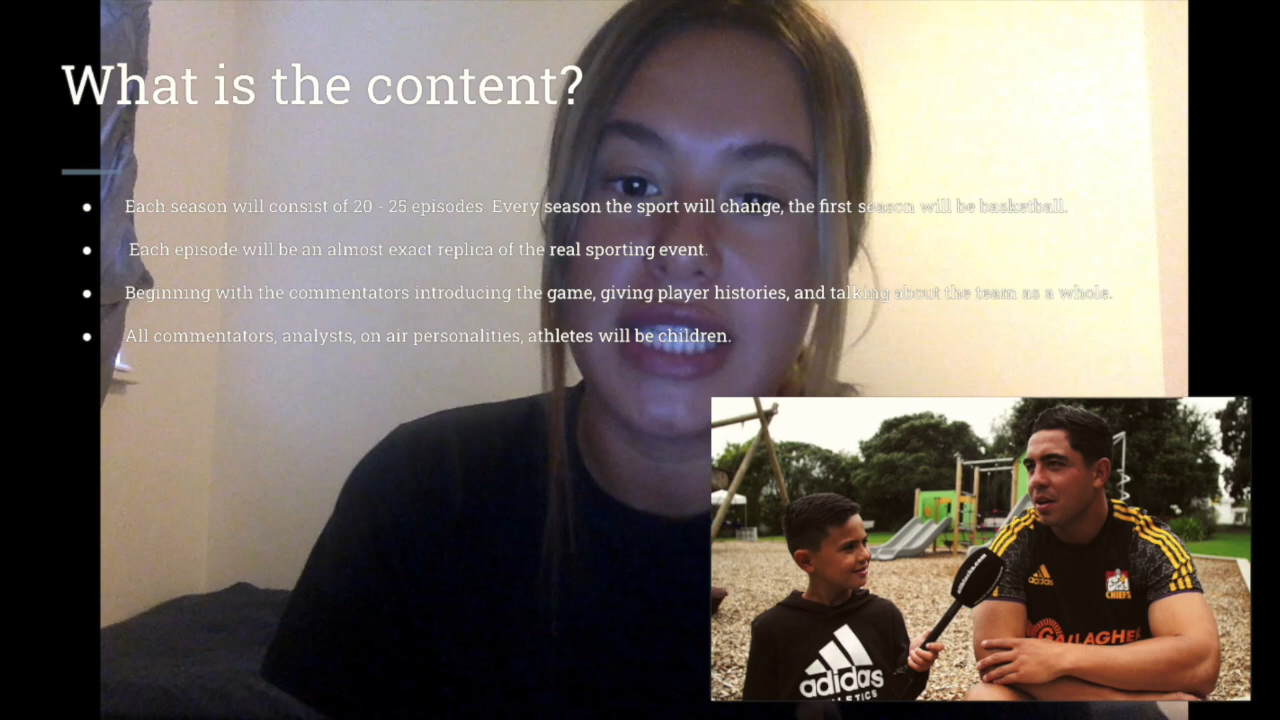 What is the content?
● Each season will consist of 20 - 25 episodes. Every season the sport will change, the first season will be basketball.
● Each episode will be an almost exact replica of the real sporting event.
● Beginning with the commentators introducing the game, giving player histories, and talking about the team as a whole.
● All commentators, analysts, on air personalities, athletes will be children.
adidas
CHIEFS
GALLAGHER
adidas